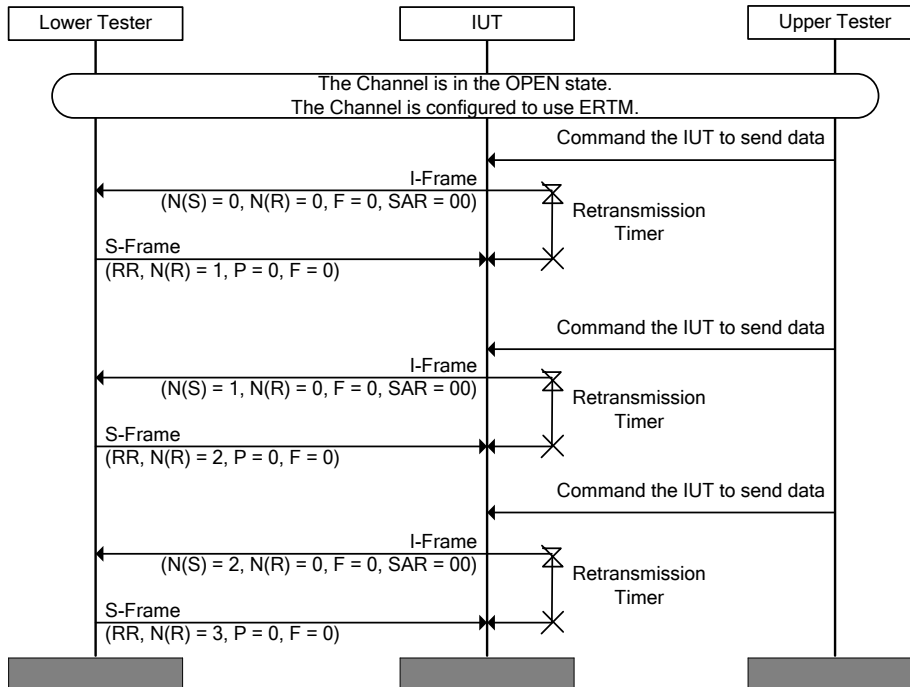 Lower Tester
IUT
Upper Tester
The Channel is in the OPEN state.
The Channel is configured to use ERTM.
Command the IUT to send data
I-Frame
(N(S) = 0, N(R) = 0, F = 0, SAR = 00)
Retransmission
Timer
S-Frame
(RR, N(R) = 1, P = 0, F = 0)
Command the IUT to send data
I-Frame
(N(S) = 1, N(R) = 0, F = 0, SAR = 00)
Retransmission
Timer
S-Frame
(RR, N(R) = 2, P = 0, F = 0)
Command the IUT to send data
I-Frame
(N(S) = 2, N(R) = 0, F = 0, SAR = 00)
Retransmission
Timer
S-Frame
(RR, N(R) = 3, P = 0, F = 0)